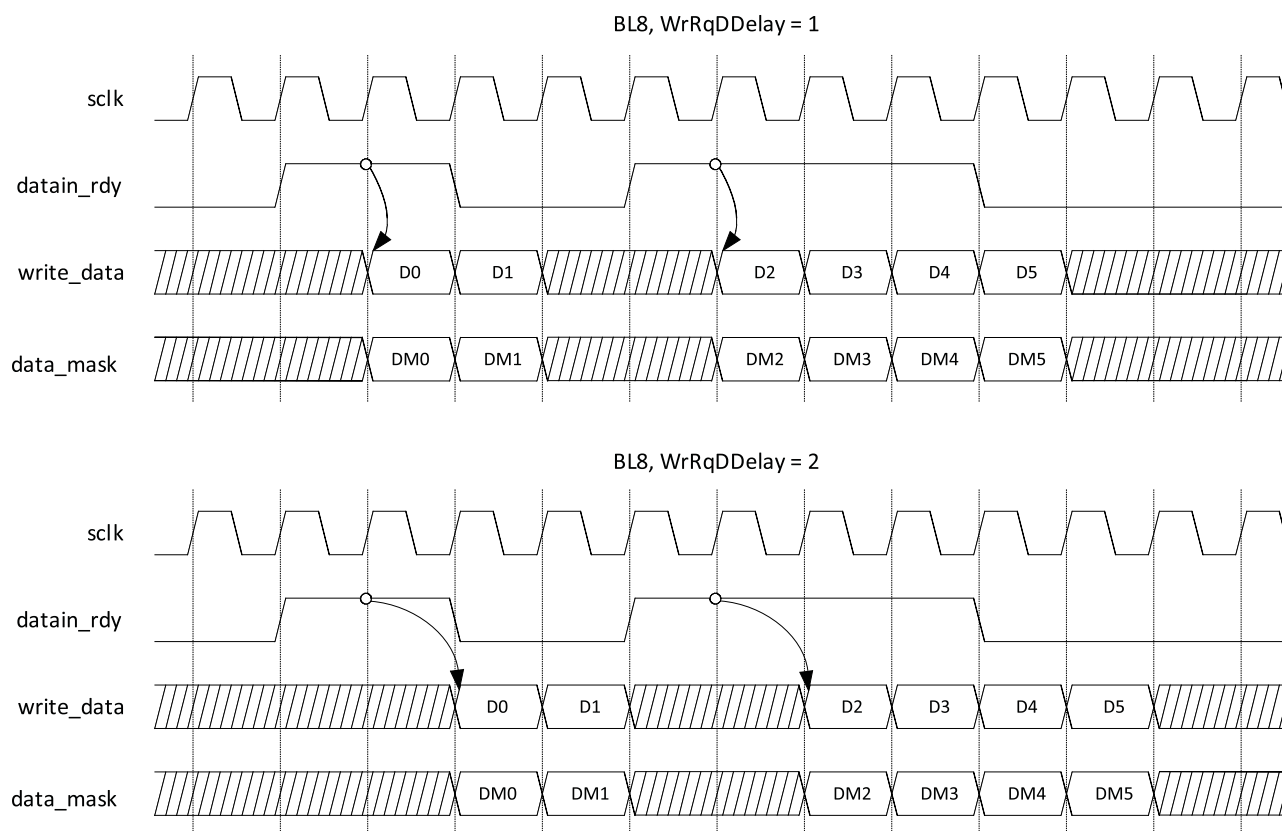 BL8, WrRqDDelay = 1
sclk
datain_rdy
write_data D0 D1 D2 D3 D4 D5
data_mask DM0 DM1 DM2 DM3 DM4 DM5
BL8, WrRqDDelay = 2
sclk
datain_rdy
write_data D0 D1 D2 D3 D4 D5
data_mask DM0 DM1 DM2 DM3 DM4 DM5